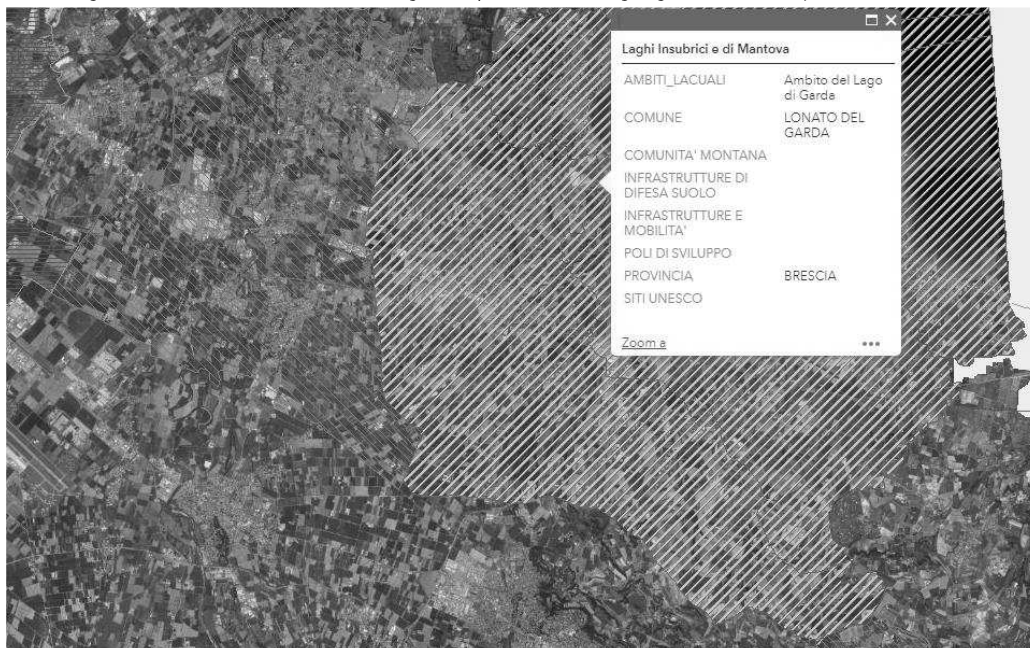 Laghi Insubrici e di Mantova
AMBITI_LACUALI Ambito del Lago
di Garda
COMUNE LONATO DEL
GARDA
COMUNITA' MONTANA
INFRASTRUTTURE DI
DIFESA SUOLO
INFRASTRUTTURE E
MOBILITA'
POLI DI SVILUPPO
PROVINCIA BRESCIA
SITI UNESCO
Zoom a